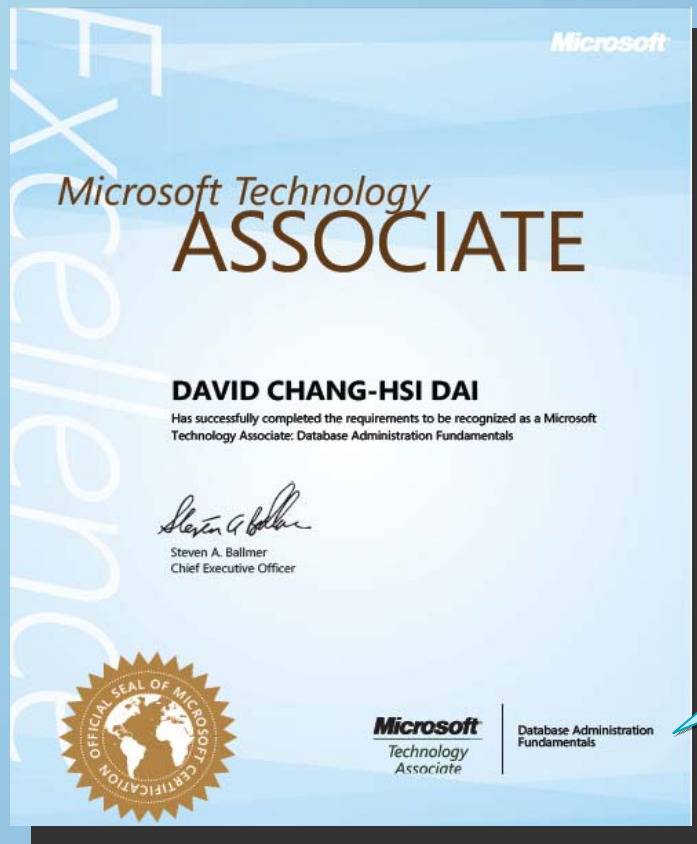 Excellence
Microsoft
Microsoft Technology
ASSOCIATE
DAVID CHANG-HSI DAI
Has successfully completed the requirements to be recognized as a Microsoft
Technology Associate: Database Administration Fundamentals
Steven A Ballmer
Steven A. Ballmer
Chief Executive Officer
OFFICIAL SEAL OF MICROSOFT CERTIFICATION
Microsoft
Technology
Associate
Database Administration
Fundamentals